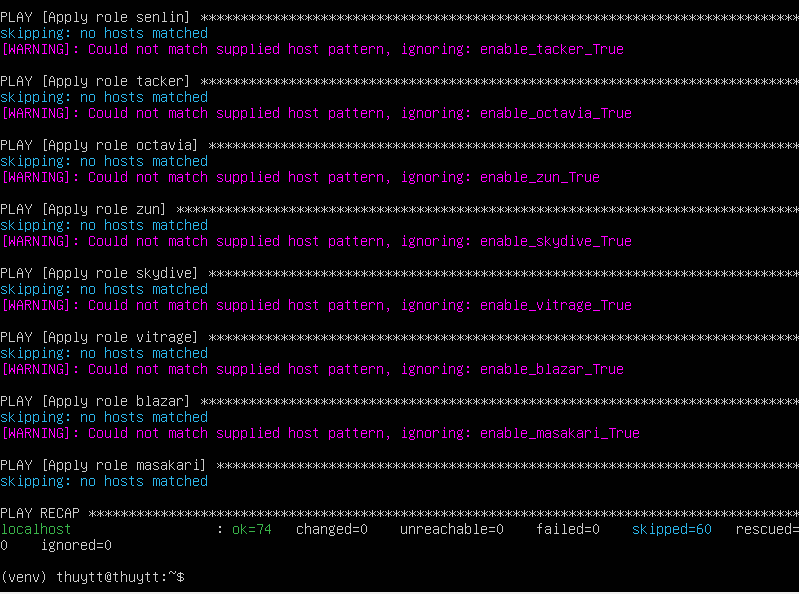 PLAY [Apply role senlin] ***************************************************************************
skipping: no hosts matched
[WARNING]: Could not match supplied host pattern, ignoring: enable_tacker_True
PLAY [Apply role tacker] ***************************************************************************
skipping: no hosts matched
[WARNING]: Could not match supplied host pattern, ignoring: enable_octavia_True
PLAY [Apply role octavia] **************************************************************************
skipping: no hosts matched
[WARNING]: Could not match supplied host pattern, ignoring: enable_zun_True
PLAY [Apply role zun] ******************************************************************************
skipping: no hosts matched
[WARNING]: Could not match supplied host pattern, ignoring: enable_skydive_True
PLAY [Apply role skydive] **************************************************************************
skipping: no hosts matched
[WARNING]: Could not match supplied host pattern, ignoring: enable_vitrage_True
PLAY [Apply role vitrage] **************************************************************************
skipping: no hosts matched
[WARNING]: Could not match supplied host pattern, ignoring: enable_blazar_True
PLAY [Apply role blazar] ***************************************************************************
skipping: no hosts matched
[WARNING]: Could not match supplied host pattern, ignoring: enable_masakari_True
PLAY [Apply role masakari] *************************************************************************
skipping: no hosts matched
PLAY RECAP *****************************************************************************************
localhost                  : ok=74   changed=0    unreachable=0    failed=0    skipped=60   rescued=
0    ignored=0
(venv) thuytt@thuytt:~$